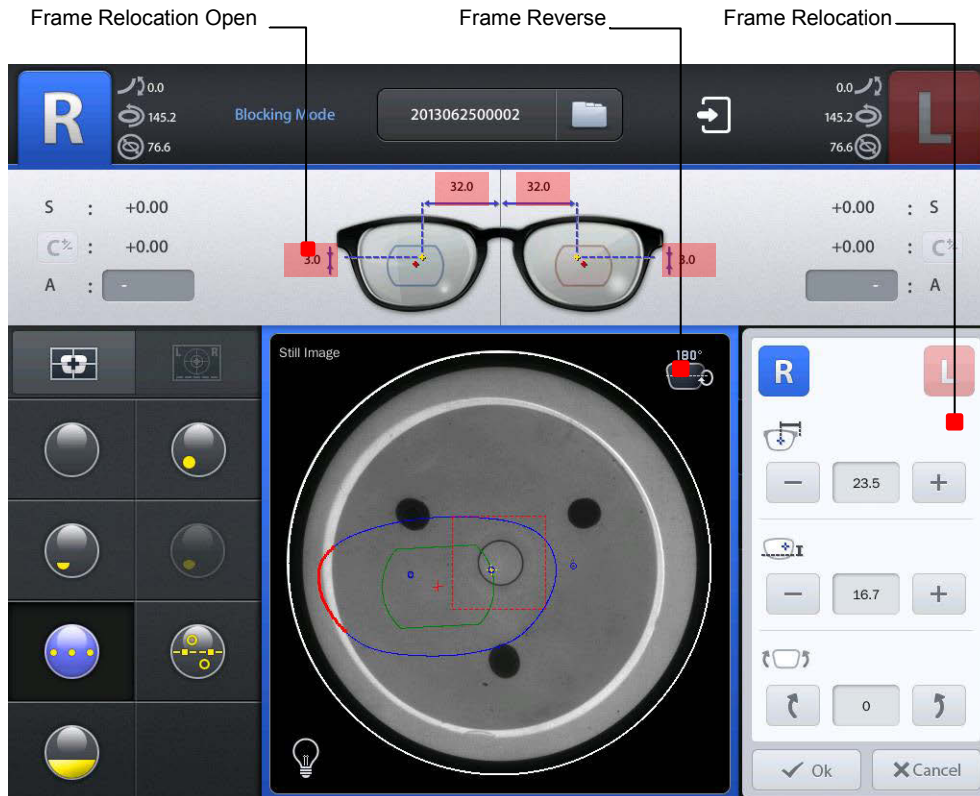 Frame Relocation Open
Frame Reverse
Frame Relocation
R
0.0
145.2
76.6
Blocking Mode
2013062500002
0.0
145.2
76.6
L
S : +0.00
C⁺⁄₋ : +0.00
A : -
32.0
32.0
3.0
3.0
+0.00 : S
+0.00 : C⁺⁄₋
- : A
L R
Still Image
180°
R
L
23.5
16.7
0
Ok
Cancel